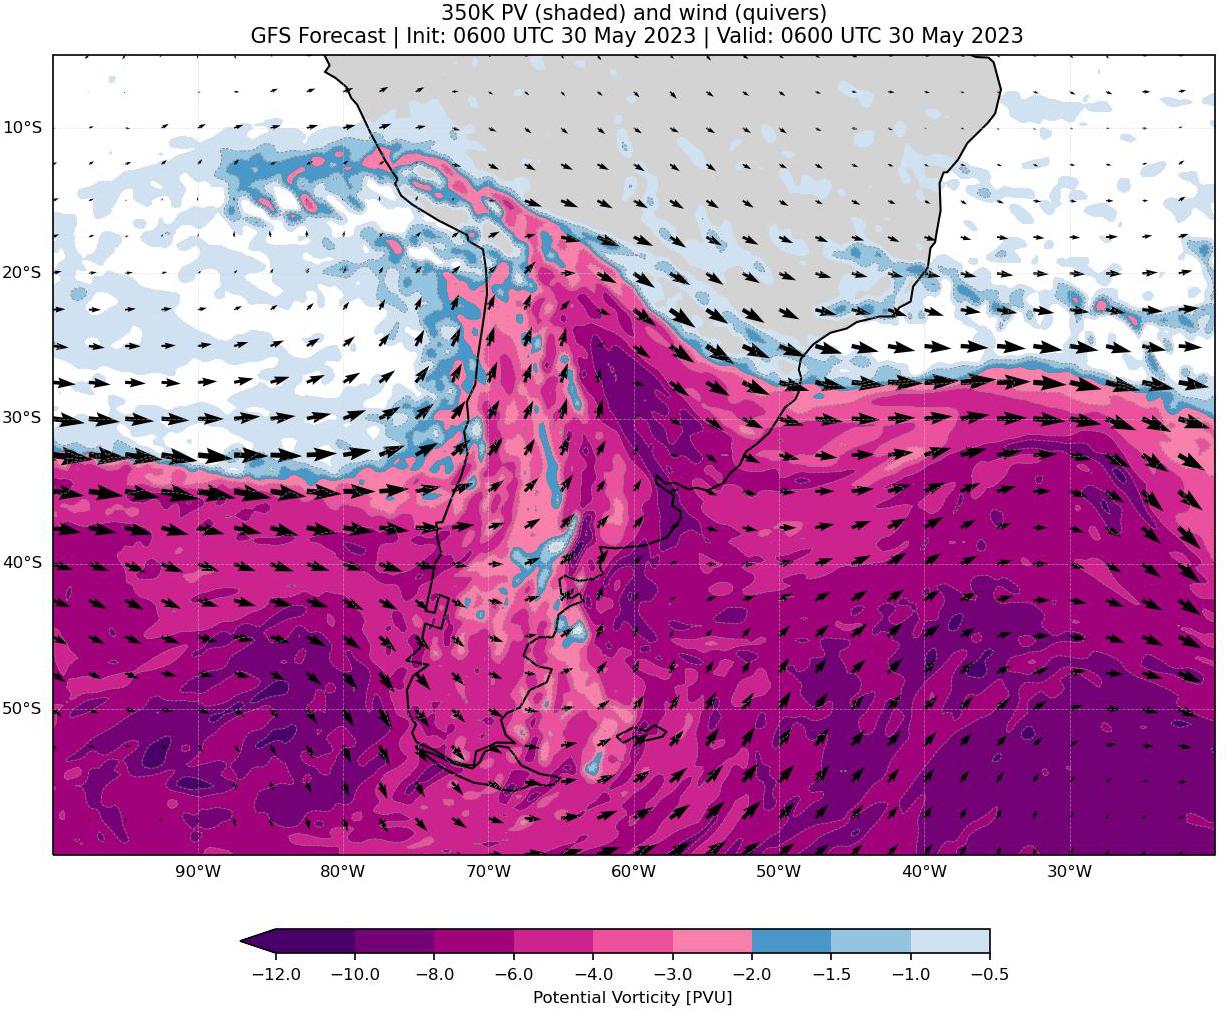 350K PV (shaded) and wind (quivers)
GFS Forecast | Init: 0600 UTC 30 May 2023 | Valid: 0600 UTC 30 May 2023
10°S
20°S
30°S
40°S
50°S
90°W 80°W 70°W 60°W 50°W 40°W 30°W
−12.0 −10.0 −8.0 −6.0 −4.0 −3.0 −2.0 −1.5 −1.0 −0.5
Potential Vorticity [PVU]